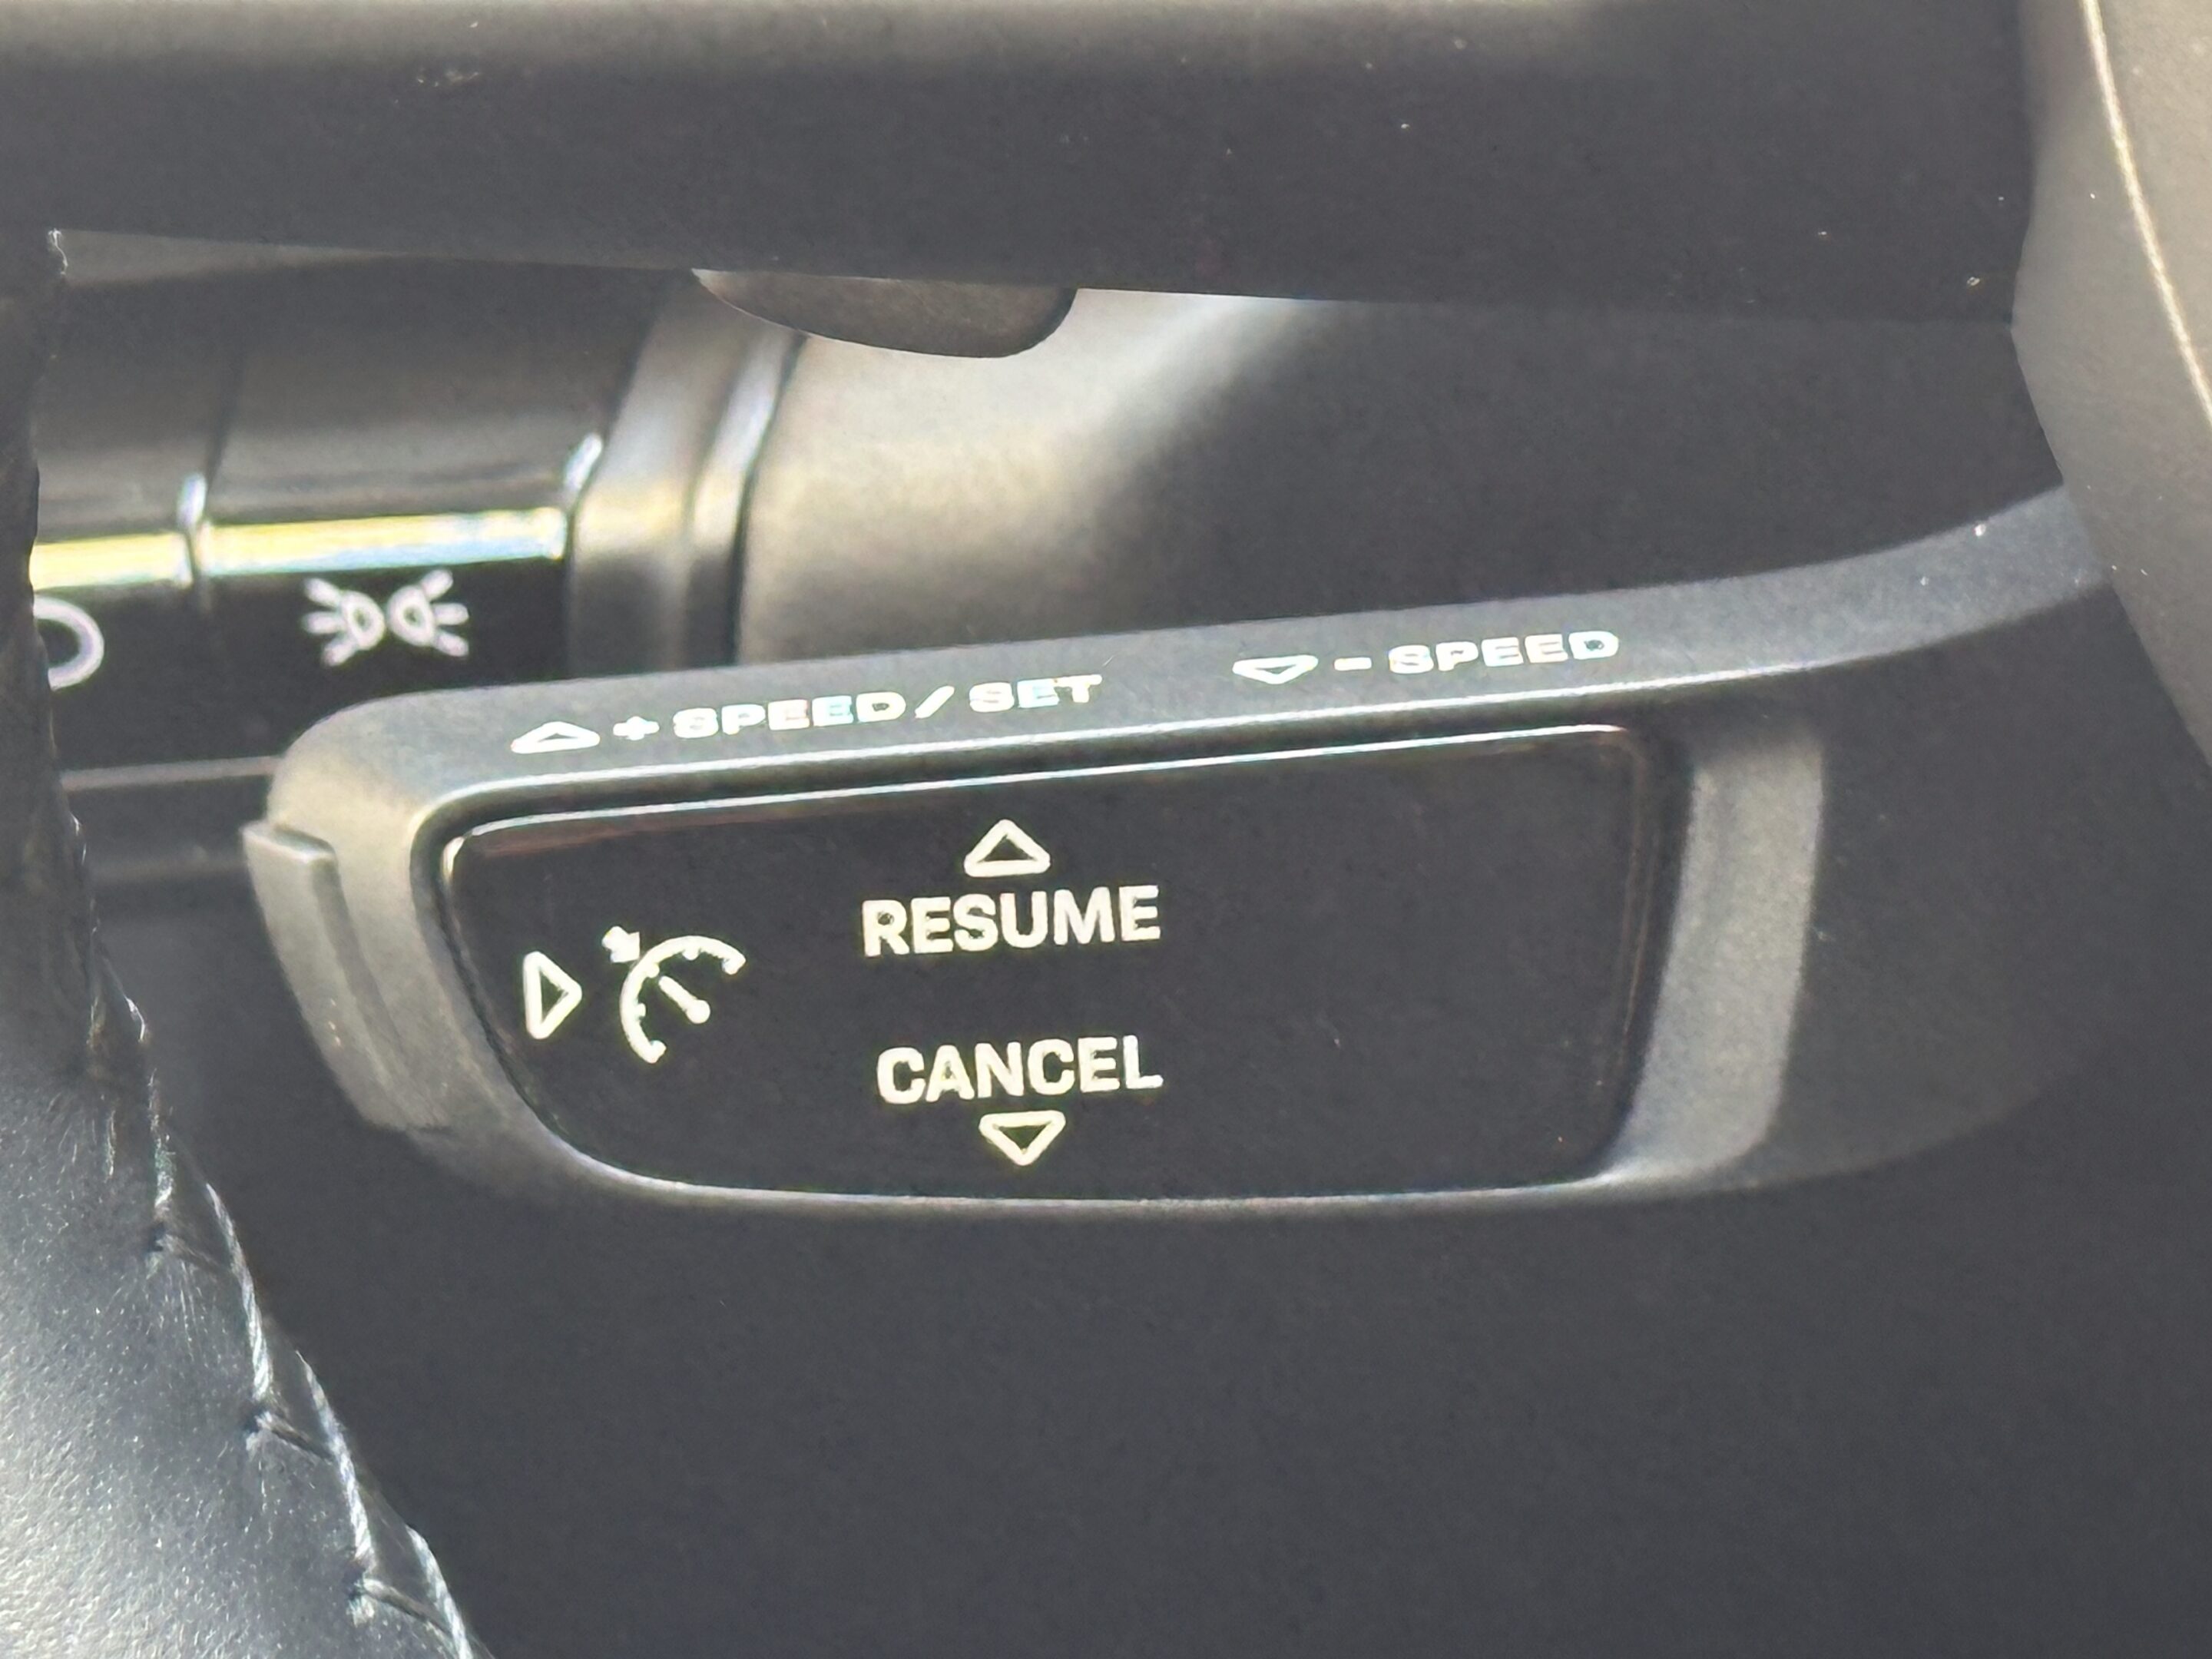 + SPEED / SET
- SPEED
RESUME
CANCEL